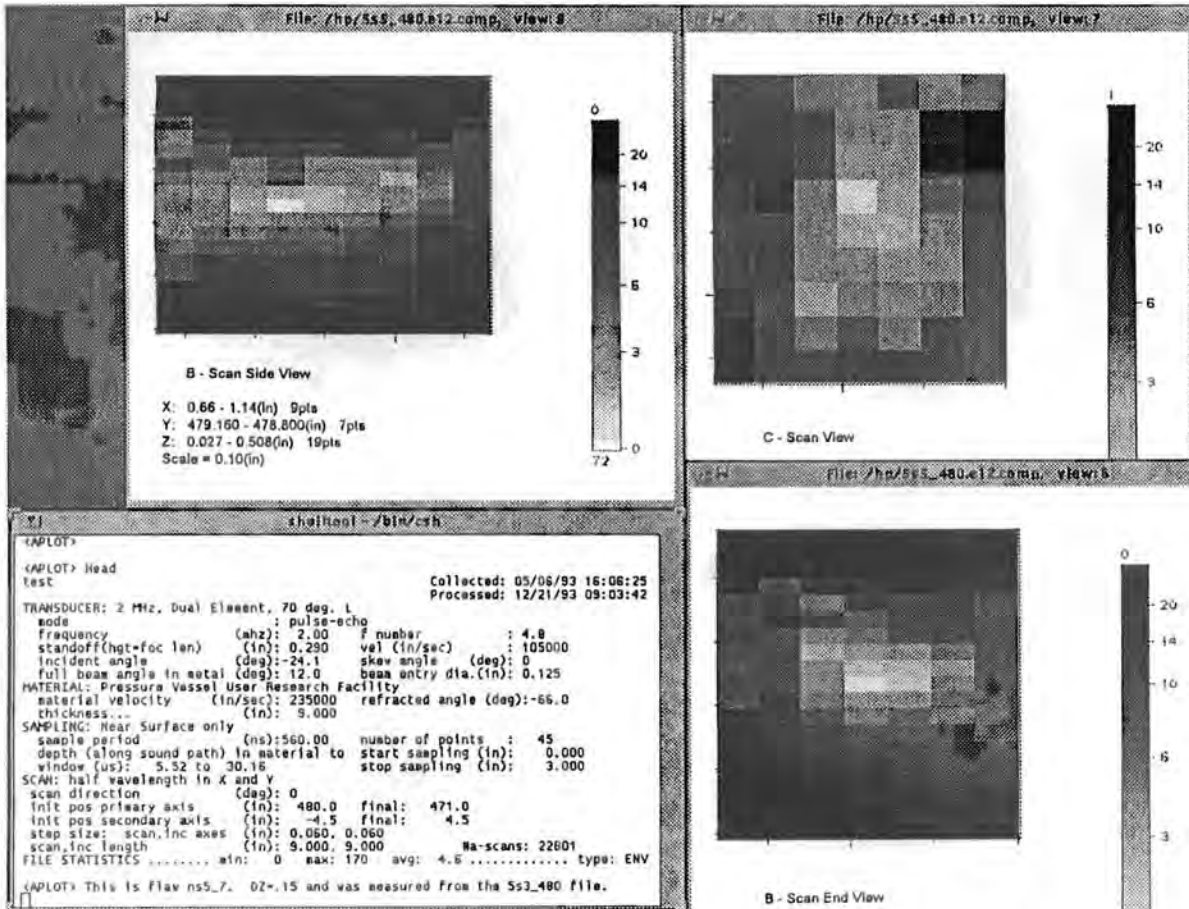 File: /hp/5s5_480.e12.comp, view:8
0
20
14
10
6
3
0
72
B - Scan Side View
X: 0.66 - 1.14(in) 9pts
Y: 479.160 - 478.800(in) 7pts
Z: 0.027 - 0.508(in) 19pts
Scale = 0.10(in)
File: /hp/5s5_480.e12.comp, view:7
1
20
14
10
6
3
C - Scan View
File: /hp/5s5_480.e12.comp, view:6
0
20
14
10
6
3
B - Scan End View
shelltool - /bin/csh
<APLOT>
<APLOT> Head
test Collected: 05/06/93 16:06:25
Processed: 12/21/93 09:03:42
TRANSDUCER: 2 MHz, Dual Element, 70 deg. L
mode : pulse-echo
frequency (mhz): 2.00 f number : 4.8
standoff(hgt+foc len) (in): 0.290 vel (in/sec) : 105000
incident angle (deg):-24.1 skew angle (deg): 0
full beam angle in metal (deg): 12.0 beam entry dia.(in): 0.125
MATERIAL: Pressure Vessel User Research Facility
material velocity (in/sec): 235000 refracted angle (deg):-66.0
thickness... (in): 9.000
SAMPLING: Near Surface only
sample period (ns):560.00 number of points : 45
depth (along sound path) in material to start sampling (in): 0.000
window (us): 5.52 to 30.16 stop sampling (in): 3.000
SCAN: half wavelength in X and Y
scan direction (deg): 0
init pos primary axis (in): 480.0 final: 471.0
init pos secondary axis (in): -4.5 final: 4.5
step size: scan,inc axes (in): 0.060, 0.060
scan,inc length (in): 9.000, 9.000 #a-scans: 22801
FILE STATISTICS ........ min: 0 max: 170 avg: 4.6 ............. type: ENV
<APLOT> This is Flaw ns5_7. DZ=.15 and was measured from the 5s3_480 file.